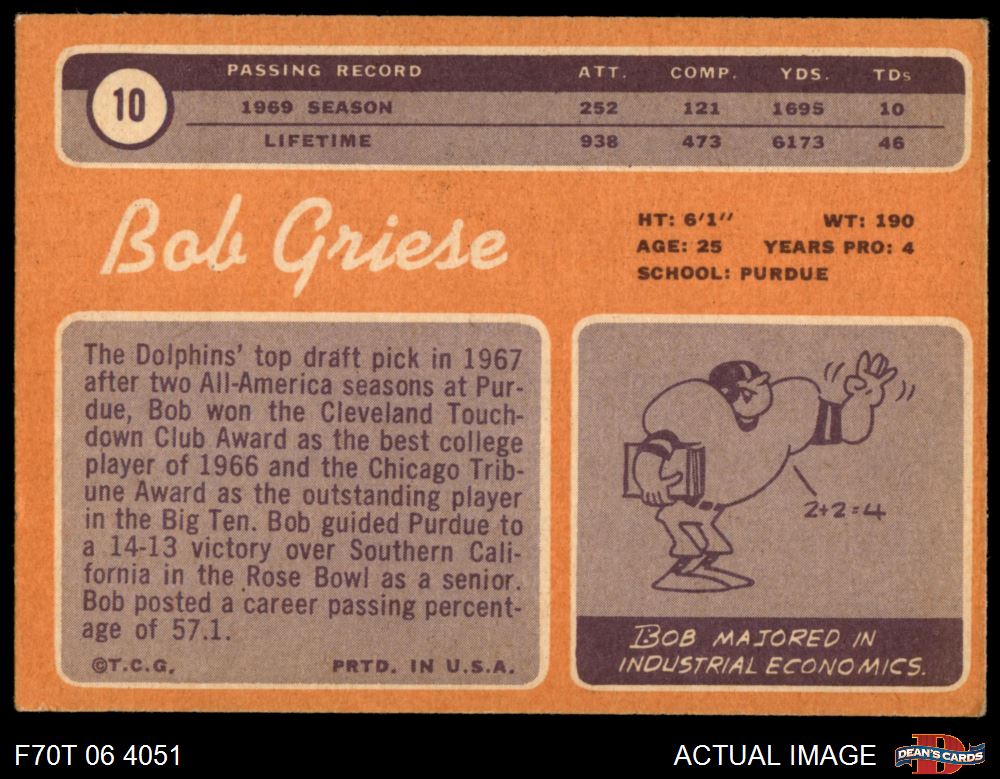 10
PASSING RECORD ATT. COMP. YDS. TDs
1969 SEASON 252 121 1695 10
LIFETIME 938 473 6173 46
Bob Griese
HT: 6'1" WT: 190
AGE: 25 YEARS PRO: 4
SCHOOL: PURDUE
The Dolphins' top draft pick in 1967
after two All-America seasons at Pur-
due, Bob won the Cleveland Touch-
down Club Award as the best college
player of 1966 and the Chicago Trib-
une Award as the outstanding player
in the Big Ten. Bob guided Purdue to
a 14-13 victory over Southern Cali-
fornia in the Rose Bowl as a senior.
Bob posted a career passing percent-
age of 57.1.
©T.C.G. PRTD. IN U.S.A.
2+2=4
BOB MAJORED IN
INDUSTRIAL ECONOMICS.
F70T 06 4051 ACTUAL IMAGE
DEAN'S CARDS